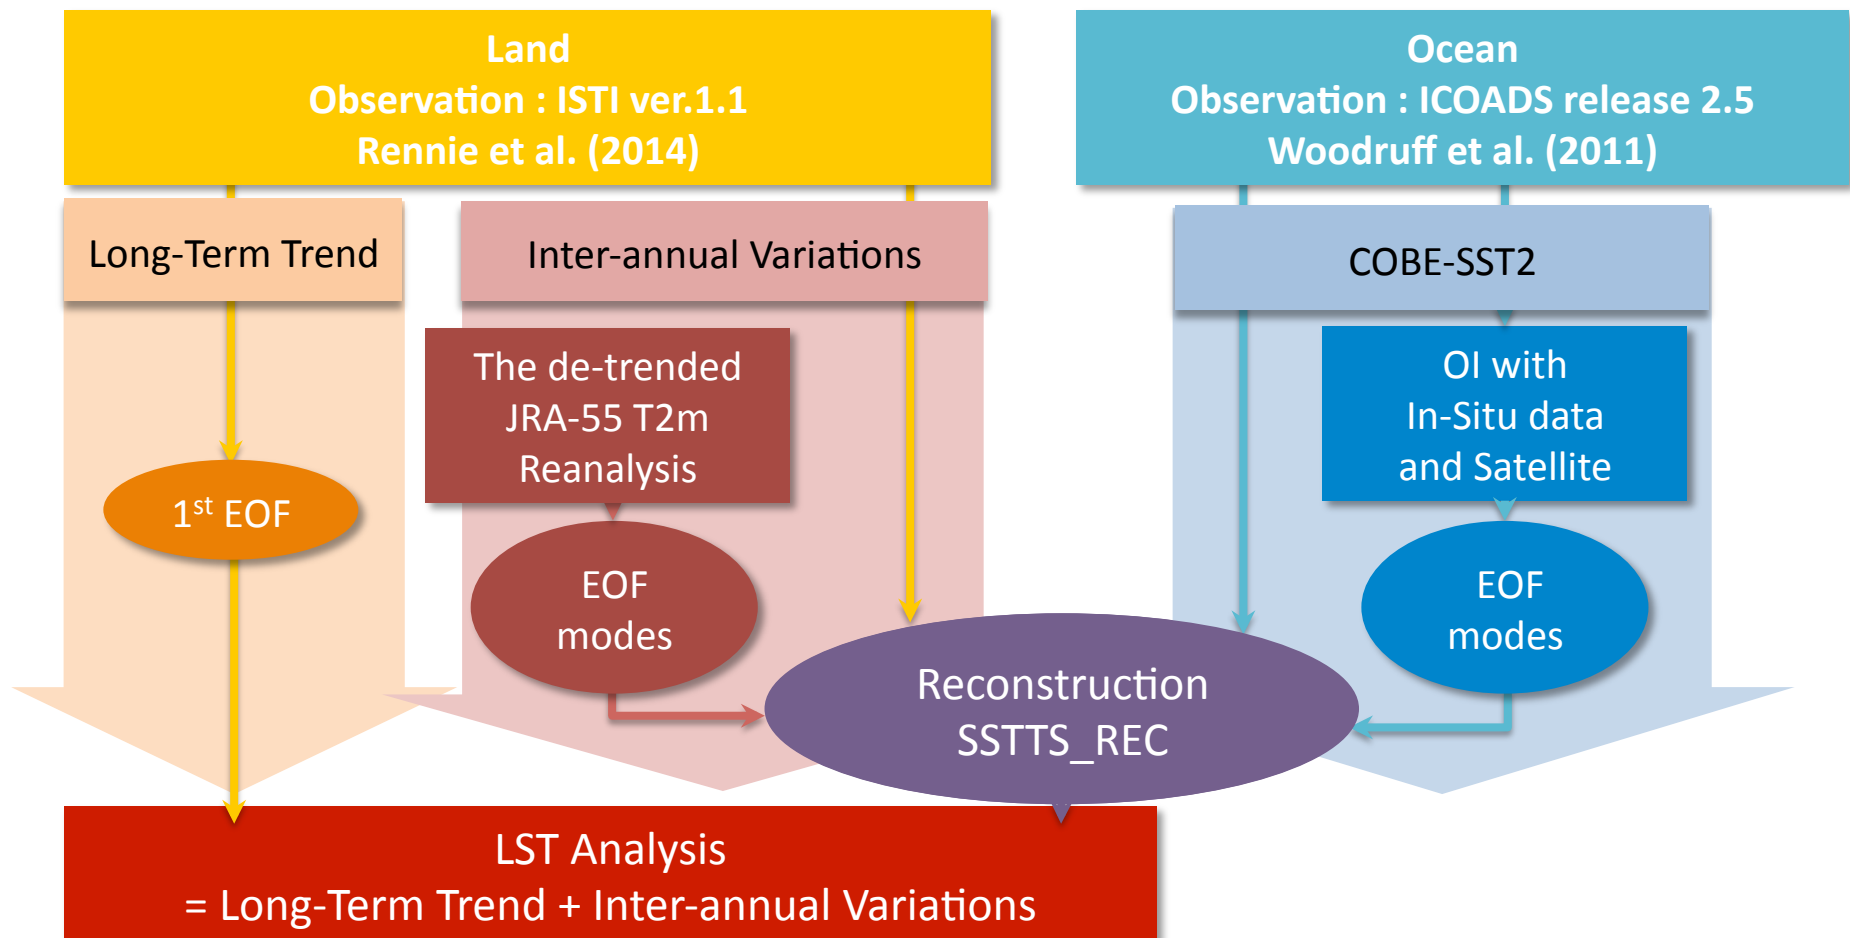 Land
Observation : ISTI ver.1.1
Rennie et al. (2014)
Ocean
Observation : ICOADS release 2.5
Woodruff et al. (2011)
Long-Term Trend
Inter-annual Variations
COBE-SST2
The de-trended
JRA-55 T2m
Reanalysis
OI with
In-Situ data
and Satellite
1st EOF
EOF
modes
EOF
modes
Reconstruction
SSTTS_REC
LST Analysis
= Long-Term Trend + Inter-annual Variations